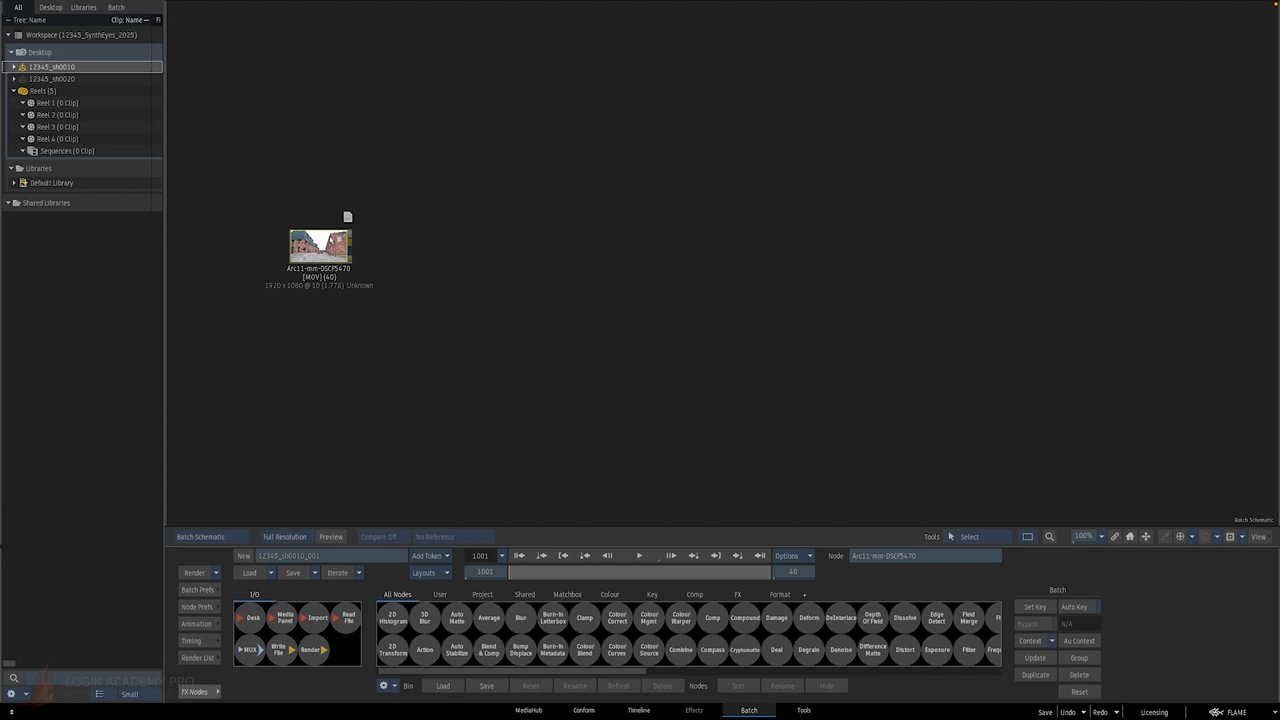 All Desktop Libraries Batch
Tree: Name Clip: Name
Workspace (12345_SynthEyes_2025)
Desktop
12345_sh0010
12345_sh0020
Reels (5)
Reel 1 (0 Clip)
Reel 2 (0 Clip)
Reel 3 (0 Clip)
Reel 4 (0 Clip)
Sequences (0 Clip)
Libraries
Default Library
Shared Libraries
Arc11-mm-DSCF5470
[MOV] (40)
1920 x 1080 @ 10 (1.778) Unknown
Batch Schematic
Batch Schematic Full Resolution Preview Compare Off No Reference Tools Select 100% View
New 12345_sh0010_001 Add Token 1001 Options Node Arc11-mm-DSCF5470
Render Load Save Iterate Layouts 1001 40
Batch Prefs I/O All Nodes User Project Shared Matchbox Colour Key Comp FX Format + Batch
Node Prefs Set Key Auto Key
Desk Media Panel Import Read File 2D Histogram 3D Blur Auto Matte Average Blur Burn-In Letterbox Clamp Colour Correct Colour Mgmt Colour Warper Comp Compound Damage Deform DeInterlace Depth Of Field Dissolve Edge Detect Field Merge
Animation Bypass N/A
Timing Context Au Context
MUX Write File Render 2D Transform Action Auto Stabilize Blend & Comp Bump Displace Burn-In Metadata Colour Blend Colour Curves Colour Source Combine Compass Cryptomatte Deal Degrain Denoise Difference Matte Distort Exposure Filter
Render List Update Group
Duplicate Delete
LOGIK ACADEMY PRO
Small FX Nodes Bin Load Save Reset Rename Refresh Delete Nodes Sort Rename Hide Reset
MediaHub Conform Timeline Effects Batch Tools Save Undo Redo Licensing FLAME